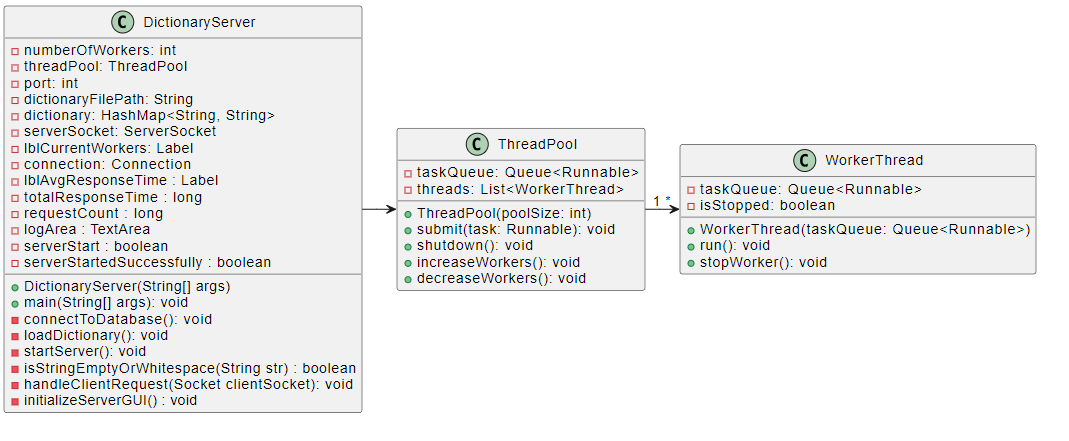 C DictionaryServer
numberOfWorkers: int
threadPool: ThreadPool
port: int
dictionaryFilePath: String
dictionary: HashMap<String, String>
serverSocket: ServerSocket
lblCurrentWorkers: Label
connection: Connection
lblAvgResponseTime : Label
totalResponseTime : long
requestCount : long
logArea : TextArea
serverStart : boolean
serverStartedSuccessfully : boolean
DictionaryServer(String[] args)
main(String[] args): void
connectToDatabase(): void
loadDictionary(): void
startServer(): void
isStringEmptyOrWhitespace(String str) : boolean
handleClientRequest(Socket clientSocket): void
initializeServerGUI() : void
C ThreadPool
taskQueue: Queue<Runnable>
threads: List<WorkerThread>
ThreadPool(poolSize: int)
submit(task: Runnable): void
shutdown(): void
increaseWorkers(): void
decreaseWorkers(): void
1 *
C WorkerThread
taskQueue: Queue<Runnable>
isStopped: boolean
WorkerThread(taskQueue: Queue<Runnable>)
run(): void
stopWorker(): void